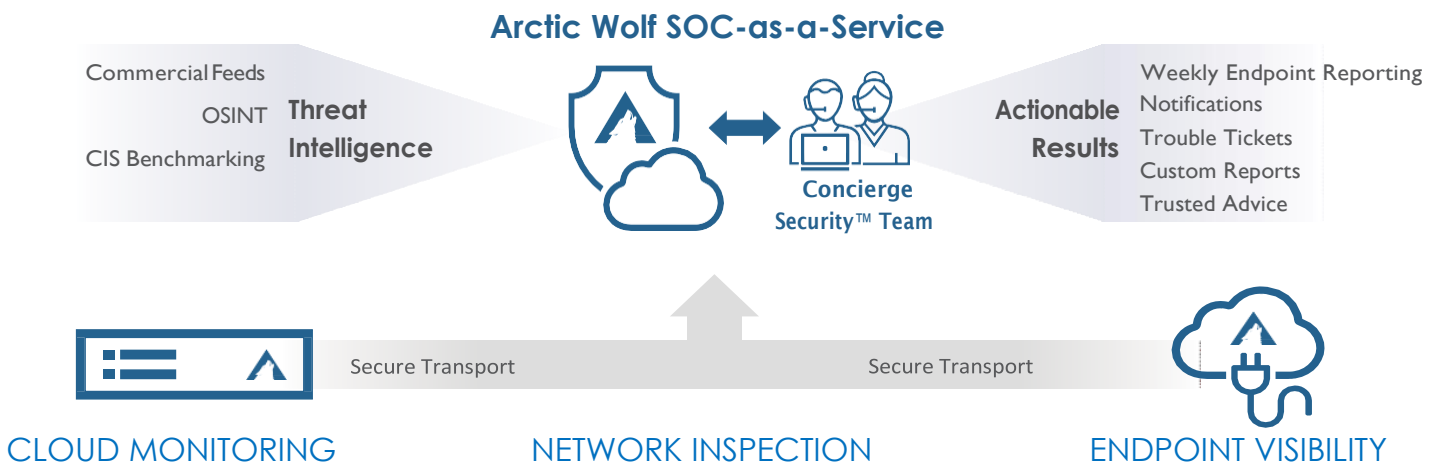 Arctic Wolf SOC-as-a-Service
Commercial Feeds
OSINT
CIS Benchmarking
Threat
Intelligence
Concierge
Security™ Team
Actionable
Results
Weekly Endpoint Reporting
Notifications
Trouble Tickets
Custom Reports
Trusted Advice
Secure Transport
Secure Transport
CLOUD MONITORING
NETWORK INSPECTION
ENDPOINT VISIBILITY